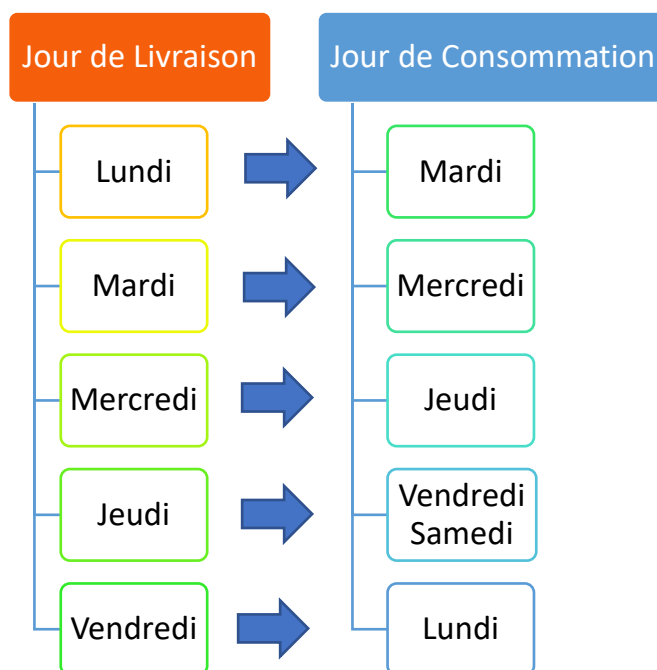 Jour de Livraison
Jour de Consommation
Lundi
Mardi
Mardi
Mercredi
Mercredi
Jeudi
Jeudi
Vendredi
Samedi
Vendredi
Lundi